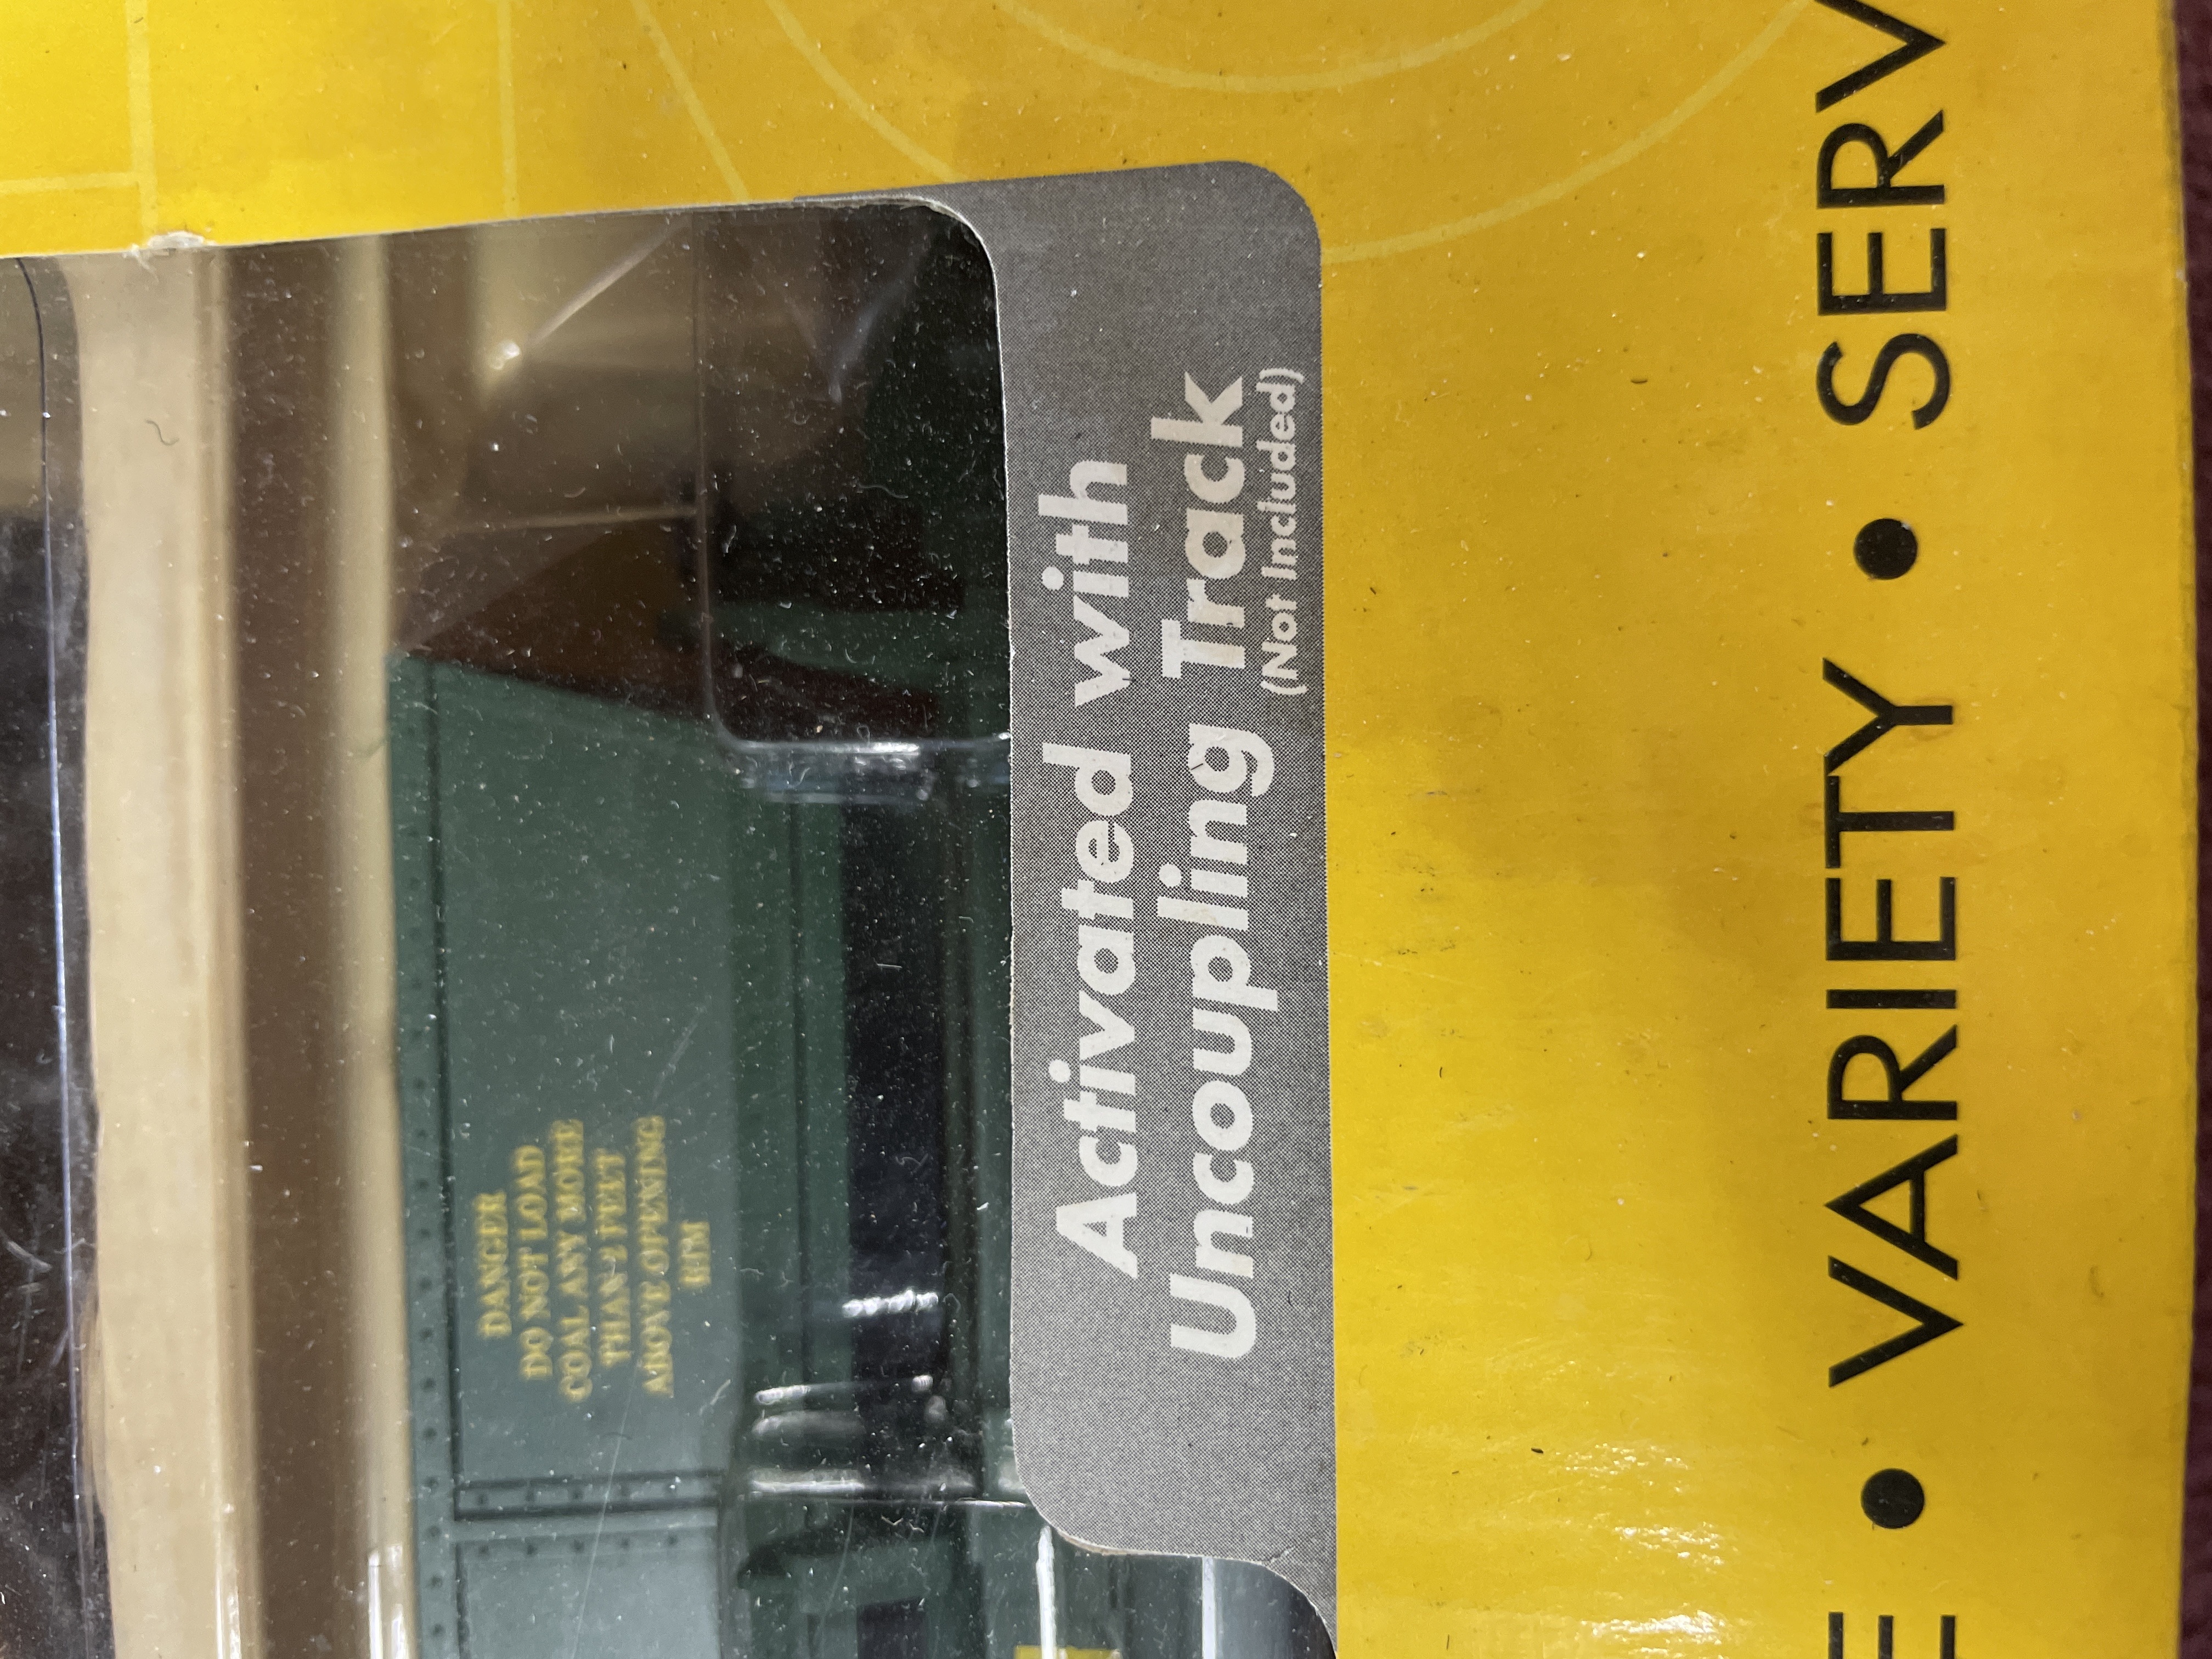 DANGER
DO NOT LOAD
COAL ANY MORE
THAN 2 FEET
ABOVE OPENING
RIM
Activated with
Uncoupling Track
(Not Included)
E • VARIETY • SERV